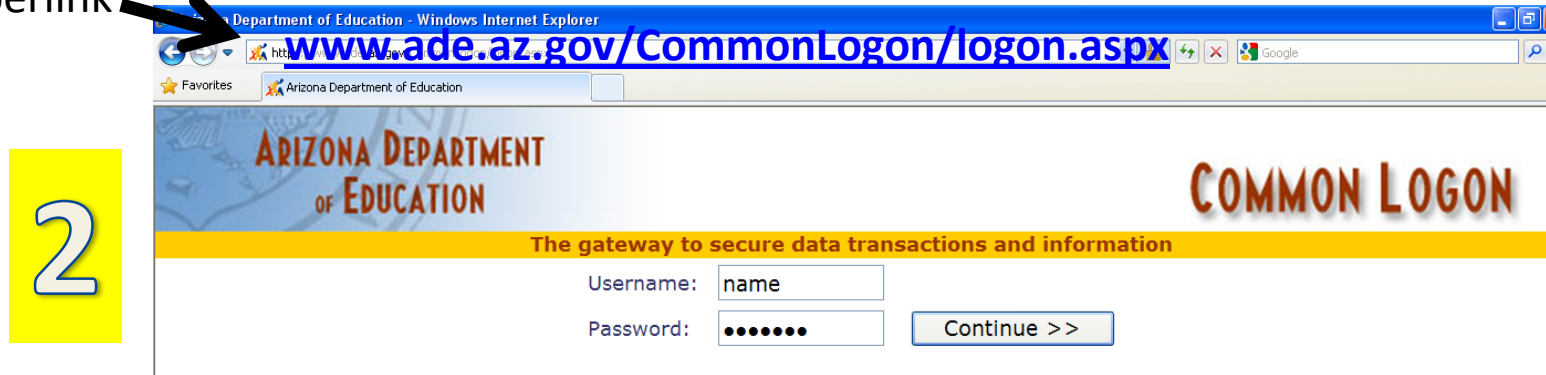 Department of Education - Windows Internet Explorer
www.ade.az.gov/CommonLogon/logon.aspx
Google
Favorites
Arizona Department of Education
ARIZONA DEPARTMENT
OF EDUCATION
COMMON LOGON
2
The gateway to secure data transactions and information
Username: name
Password: •••••••
Continue >>